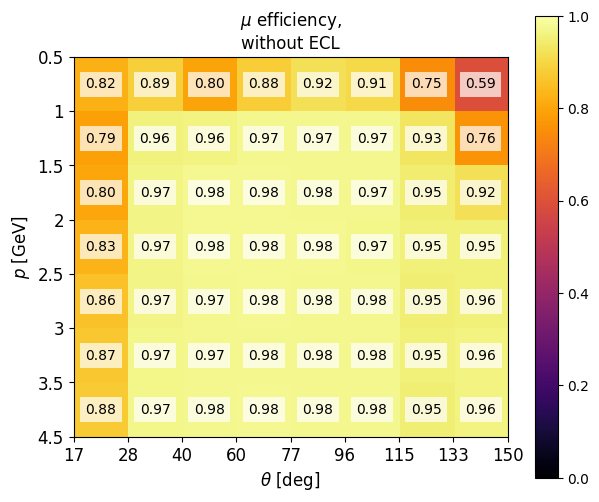 μ efficiency,
without ECL
1.0
0.5
0.82 0.89 0.80 0.88 0.92 0.91 0.75 0.59
1
0.79 0.96 0.96 0.97 0.97 0.97 0.93 0.76
0.8
1.5
0.80 0.97 0.98 0.98 0.98 0.97 0.95 0.92
2
0.6
0.83 0.97 0.98 0.98 0.98 0.97 0.95 0.95
p [GeV]
2.5
0.86 0.97 0.97 0.98 0.98 0.98 0.95 0.96
0.4
3
0.87 0.97 0.97 0.98 0.98 0.98 0.95 0.96
3.5
0.2
0.88 0.97 0.98 0.98 0.98 0.98 0.95 0.96
4.5
17 28 40 60 77 96 115 133 150
0.0
θ [deg]